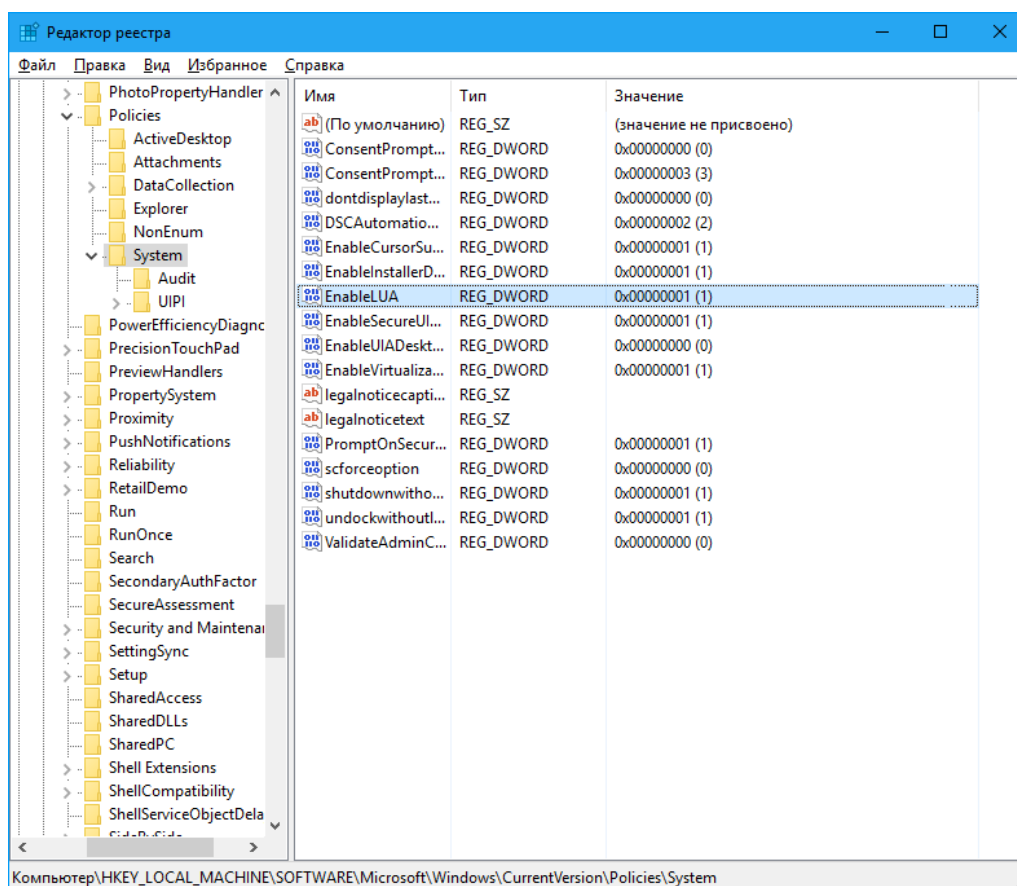 Редактор реестра
Файл Правка Вид Избранное Справка
PhotoPropertyHandler
Policies
ActiveDesktop
Attachments
DataCollection
Explorer
NonEnum
System
Audit
UIPI
PowerEfficiencyDiagnc
PrecisionTouchPad
PreviewHandlers
PropertySystem
Proximity
PushNotifications
Reliability
RetailDemo
Run
RunOnce
Search
SecondaryAuthFactor
SecureAssessment
Security and Maintenai
SettingSync
Setup
SharedAccess
SharedDLLs
SharedPC
Shell Extensions
ShellCompatibility
ShellServiceObjectDela
Имя Тип Значение
(По умолчанию) REG_SZ (значение не присвоено)
ConsentPrompt... REG_DWORD 0x00000000 (0)
ConsentPrompt... REG_DWORD 0x00000003 (3)
dontdisplaylast... REG_DWORD 0x00000000 (0)
DSCAutomatio... REG_DWORD 0x00000002 (2)
EnableCursorSu... REG_DWORD 0x00000001 (1)
EnableInstallerD... REG_DWORD 0x00000001 (1)
EnableLUA REG_DWORD 0x00000001 (1)
EnableSecureUI... REG_DWORD 0x00000001 (1)
EnableUIADeskt... REG_DWORD 0x00000000 (0)
EnableVirtualiza... REG_DWORD 0x00000001 (1)
legalnoticecapti... REG_SZ
legalnoticetext REG_SZ
PromptOnSecur... REG_DWORD 0x00000001 (1)
scforceoption REG_DWORD 0x00000000 (0)
shutdownwitho... REG_DWORD 0x00000001 (1)
undockwithoutl... REG_DWORD 0x00000001 (1)
ValidateAdminC... REG_DWORD 0x00000000 (0)
Компьютер\HKEY_LOCAL_MACHINE\SOFTWARE\Microsoft\Windows\CurrentVersion\Policies\System